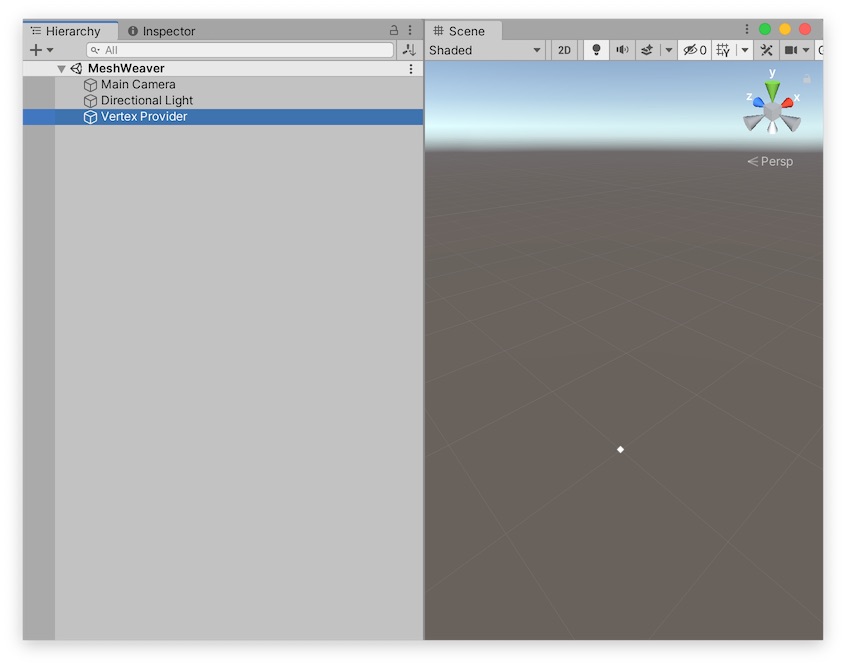 Hierarchy
Inspector
All
MeshWeaver
Main Camera
Directional Light
Vertex Provider
Scene
Shaded
2D
0
y
z
x
Persp